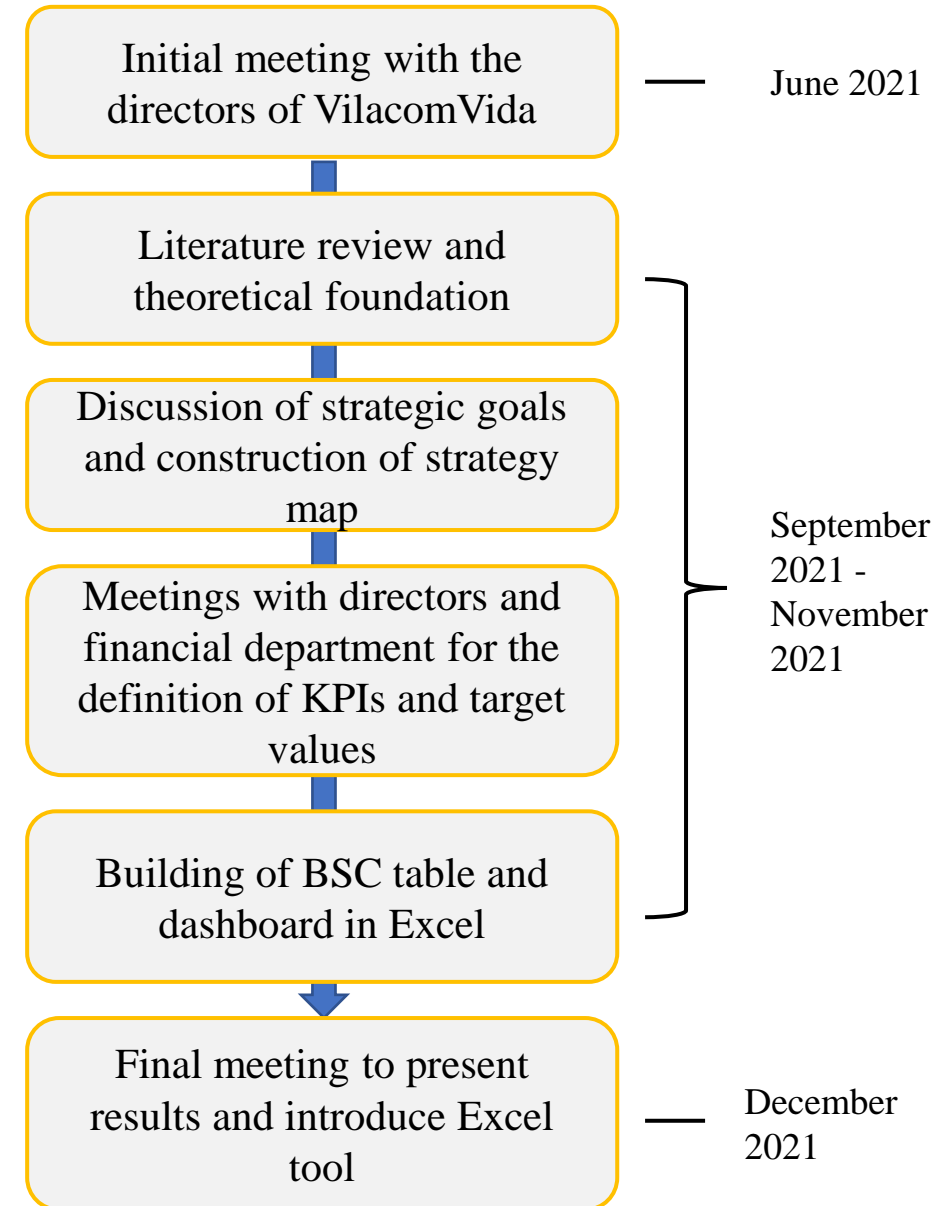 Initial meeting with the
directors of VilacomVida
June 2021
Literature review and
theoretical foundation
Discussion of strategic goals
and construction of strategy
map
Meetings with directors and
financial department for the
definition of KPIs and target
values
Building of BSC table and
dashboard in Excel
September
2021 -
November
2021
Final meeting to present
results and introduce Excel
tool
December
2021